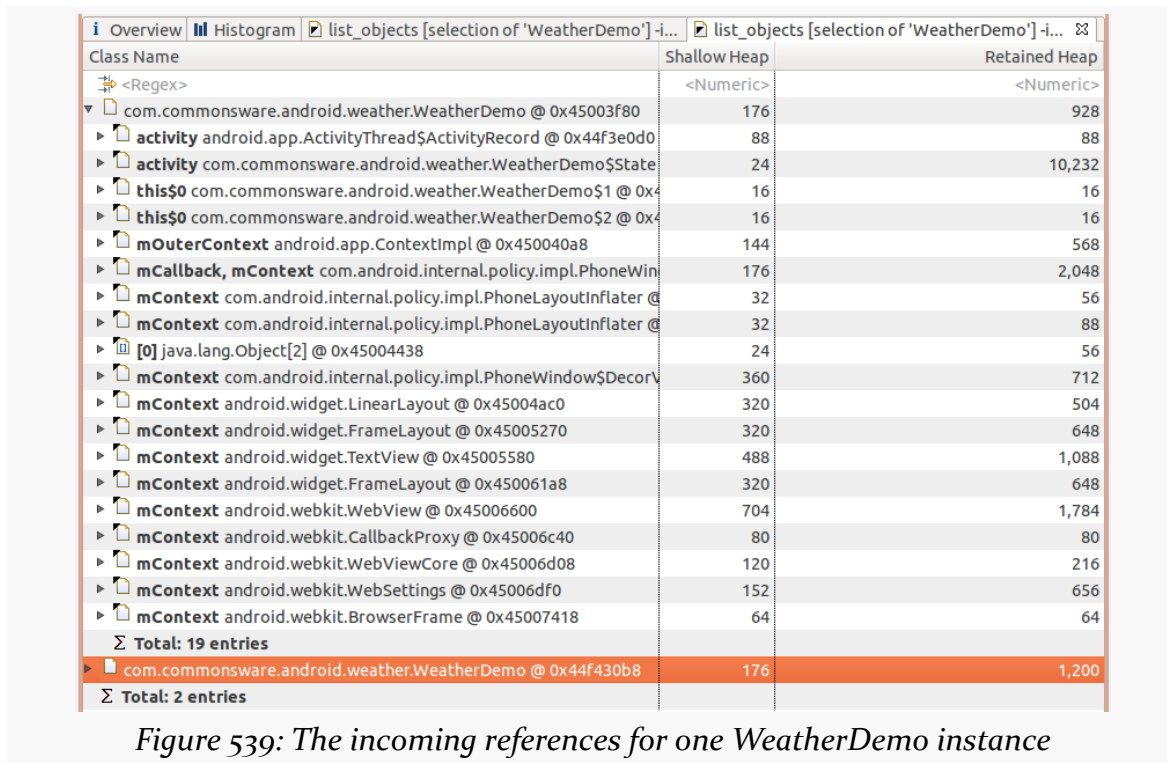 i Overview Histogram list_objects [selection of 'WeatherDemo'] -i... list_objects [selection of 'WeatherDemo'] -i...
Class Name Shallow Heap Retained Heap
<Regex> <Numeric> <Numeric>
com.commonsware.android.weather.WeatherDemo @ 0x45003f80 176 928
activity android.app.ActivityThread$ActivityRecord @ 0x44f3e0d0 88 88
activity com.commonsware.android.weather.WeatherDemo$State 24 10,232
this$0 com.commonsware.android.weather.WeatherDemo$1 @ 0x4 16 16
this$0 com.commonsware.android.weather.WeatherDemo$2 @ 0x4 16 16
mOuterContext android.app.ContextImpl @ 0x450040a8 144 568
mCallback, mContext com.android.internal.policy.impl.PhoneWin 176 2,048
mContext com.android.internal.policy.impl.PhoneLayoutInflater @ 32 56
mContext com.android.internal.policy.impl.PhoneLayoutInflater @ 32 88
[0] java.lang.Object[2] @ 0x45004438 24 56
mContext com.android.internal.policy.impl.PhoneWindow$DecorV 360 712
mContext android.widget.LinearLayout @ 0x45004ac0 320 504
mContext android.widget.FrameLayout @ 0x45005270 320 648
mContext android.widget.TextView @ 0x45005580 488 1,088
mContext android.widget.FrameLayout @ 0x450061a8 320 648
mContext android.webkit.WebView @ 0x45006600 704 1,784
mContext android.webkit.CallbackProxy @ 0x45006c40 80 80
mContext android.webkit.WebViewCore @ 0x45006d08 120 216
mContext android.webkit.WebSettings @ 0x45006df0 152 656
mContext android.webkit.BrowserFrame @ 0x45007418 64 64
Σ Total: 19 entries
com.commonsware.android.weather.WeatherDemo @ 0x44f430b8 176 1,200
Σ Total: 2 entries
Figure 539: The incoming references for one WeatherDemo instance